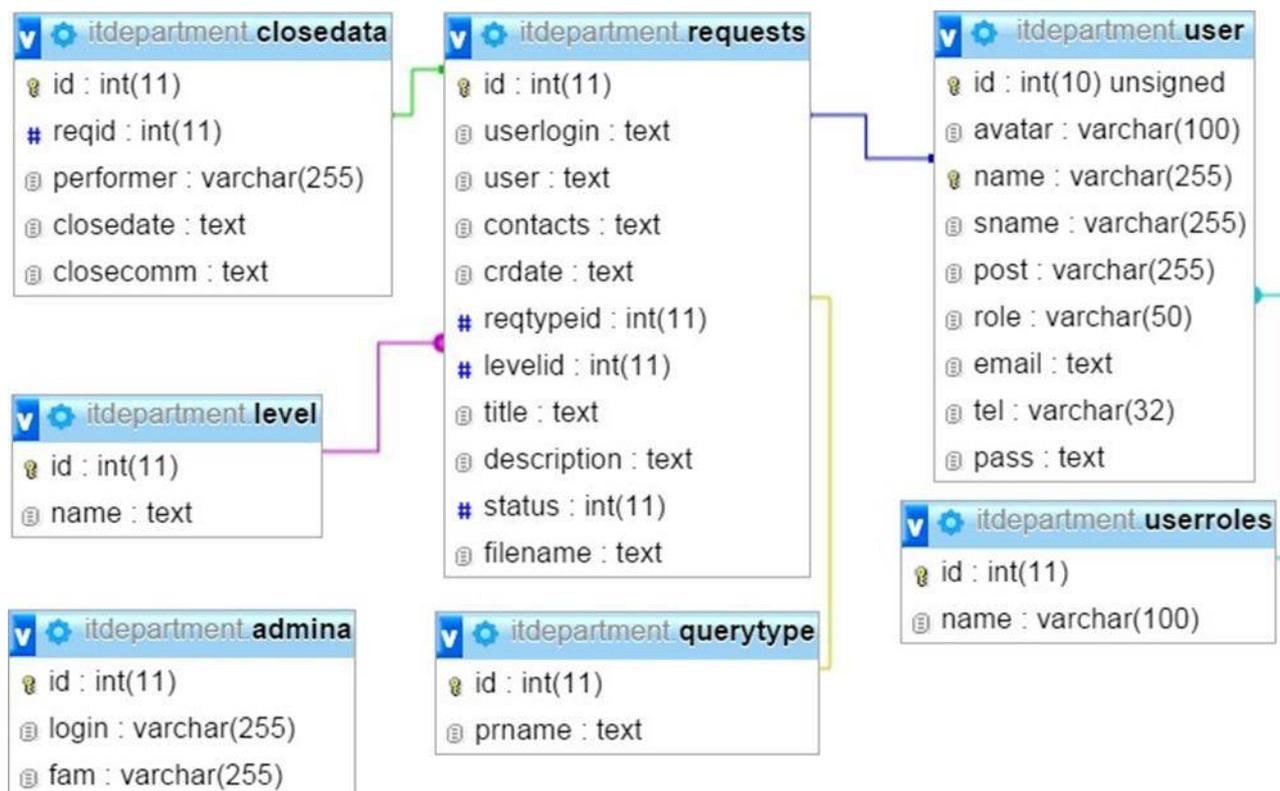 v itdepartment.closedata
id : int(11)
# reqid : int(11)
performer : varchar(255)
closedate : text
closecomm : text
v itdepartment.requests
id : int(11)
userlogin : text
user : text
contacts : text
crdate : text
# reqtypeid : int(11)
# levelid : int(11)
title : text
description : text
# status : int(11)
filename : text
v itdepartment.user
id : int(10) unsigned
avatar : varchar(100)
name : varchar(255)
sname : varchar(255)
post : varchar(255)
role : varchar(50)
email : text
tel : varchar(32)
pass : text
v itdepartment.level
id : int(11)
name : text
v itdepartment.userroles
id : int(11)
name : varchar(100)
v itdepartment.admina
id : int(11)
login : varchar(255)
fam : varchar(255)
v itdepartment.querytype
id : int(11)
prname : text